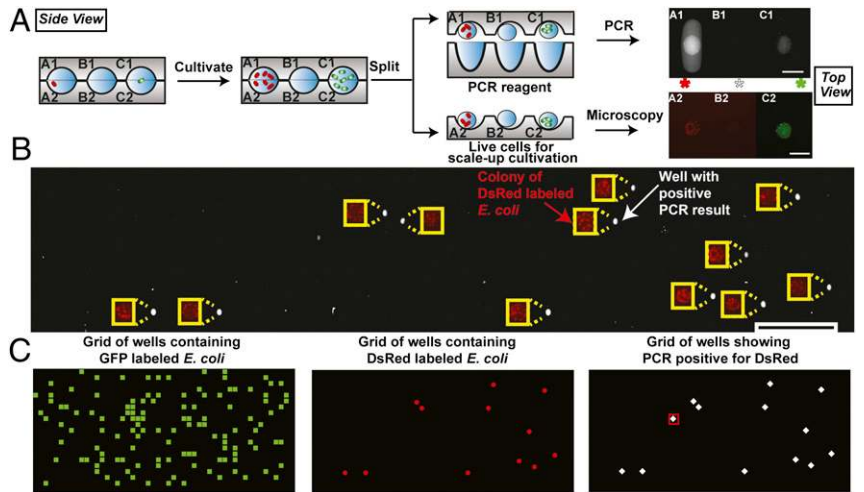 A
Side View
A1 B1 C1
A2 B2 C2
Cultivate
A1 B1 C1
A2 B2 C2
Split
A1 B1 C1
PCR reagent
A2 B2 C2
Live cells for
scale-up cultivation
PCR
Microscopy
A1 B1 C1
Top
View
A2 B2 C2
B
Colony of
DsRed labeled
E. coli
Well with
positive
PCR result
C
Grid of wells containing
GFP labeled E. coli
Grid of wells containing
DsRed labeled E. coli
Grid of wells showing
PCR positive for DsRed